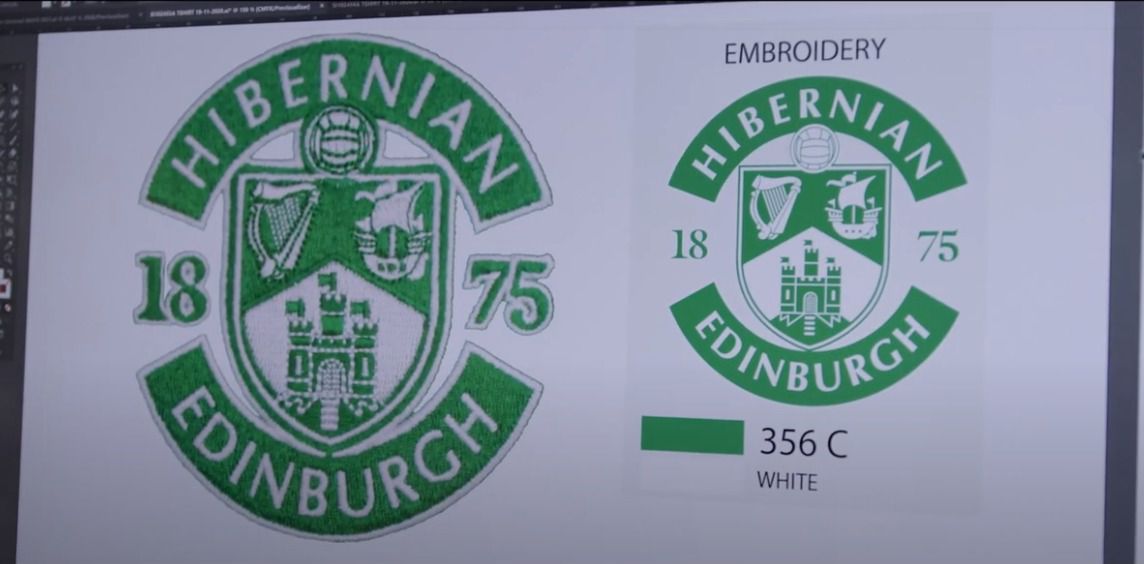 HIBERNIAN
18 75
EDINBURGH
EMBROIDERY
HIBERNIAN
18 75
EDINBURGH
356 C
WHITE